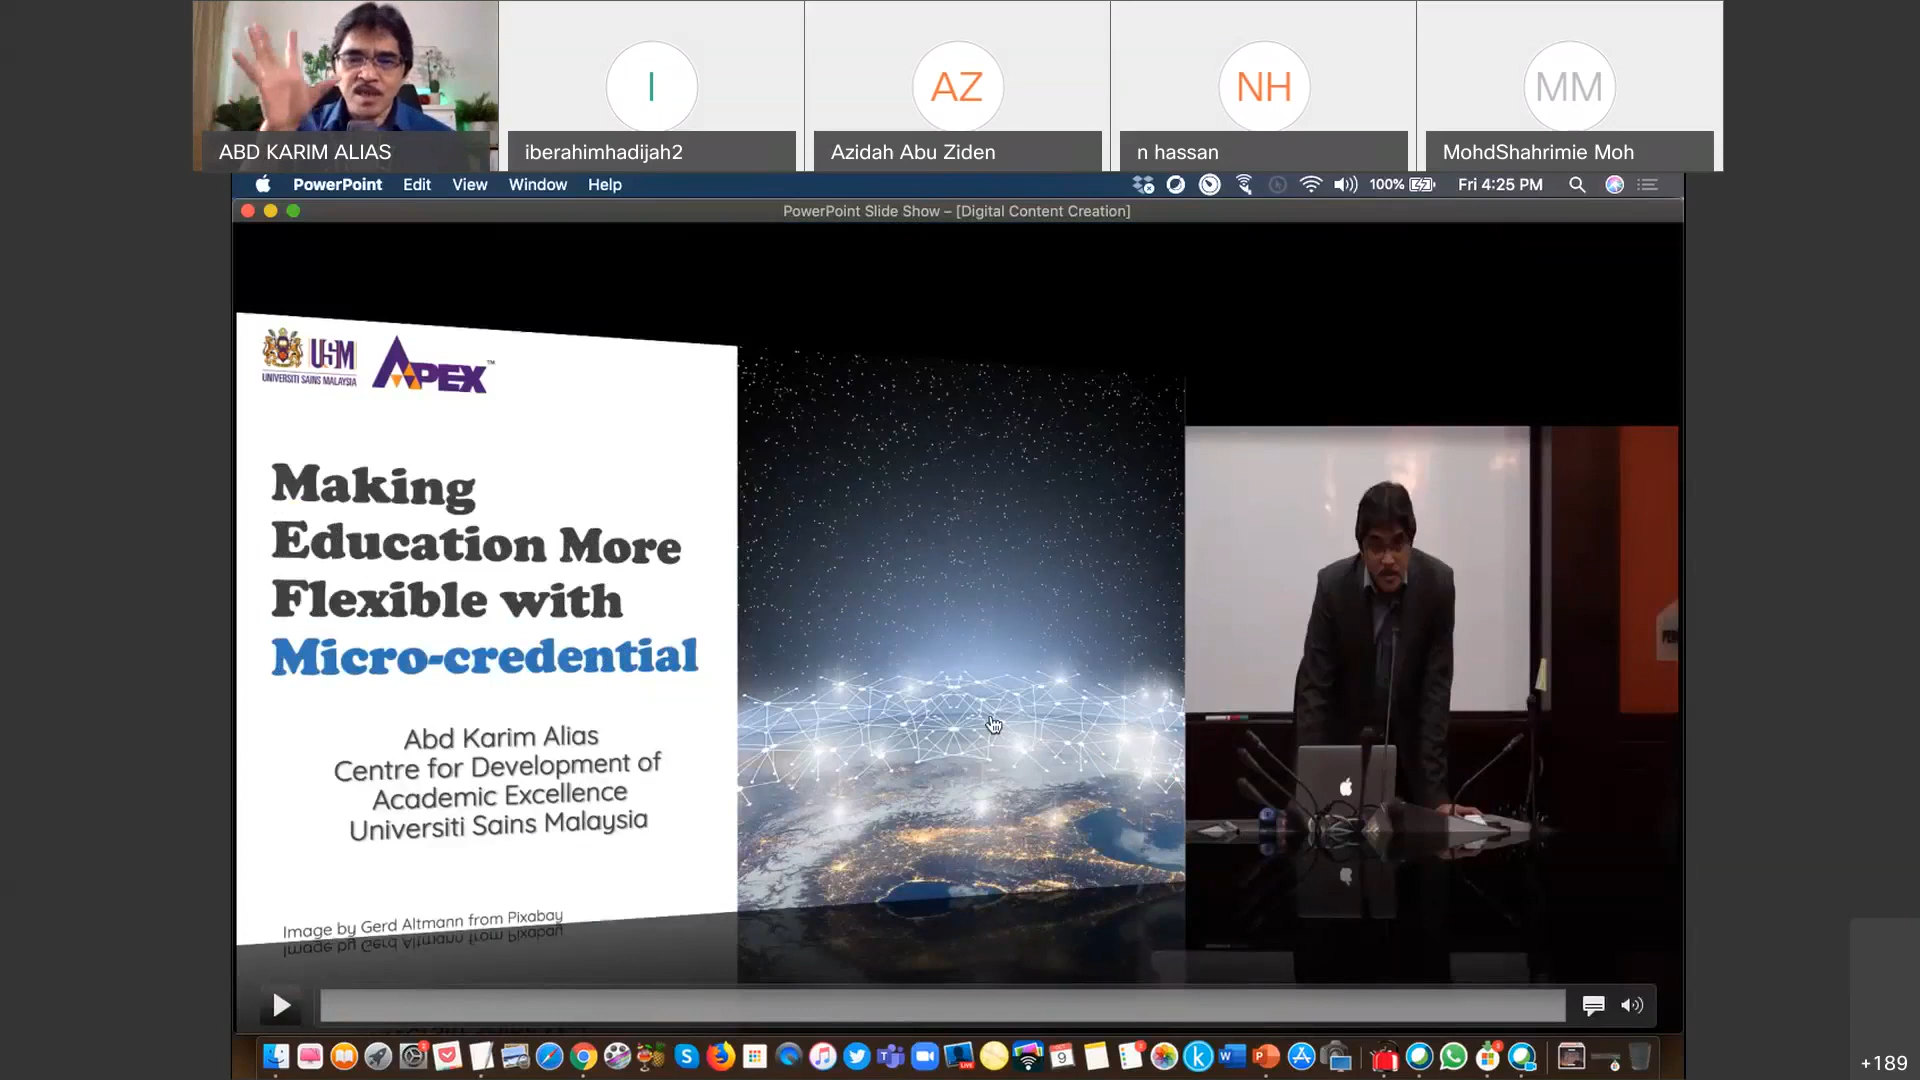 I
AZ
NH
MM
ABD KARIM ALIAS
iberahimhadijah2
Azidah Abu Ziden
n hassan
MohdShahrimie Moh
PowerPoint Edit View Window Help
100% Fri 4:25 PM
PowerPoint Slide Show – [Digital Content Creation]
USM
UNIVERSITI SAINS MALAYSIA
APEX™
Making
Education More
Flexible with
Micro-credential
Abd Karim Alias
Centre for Development of
Academic Excellence
Universiti Sains Malaysia
Image by Gerd Altmann from Pixabay
9
+189